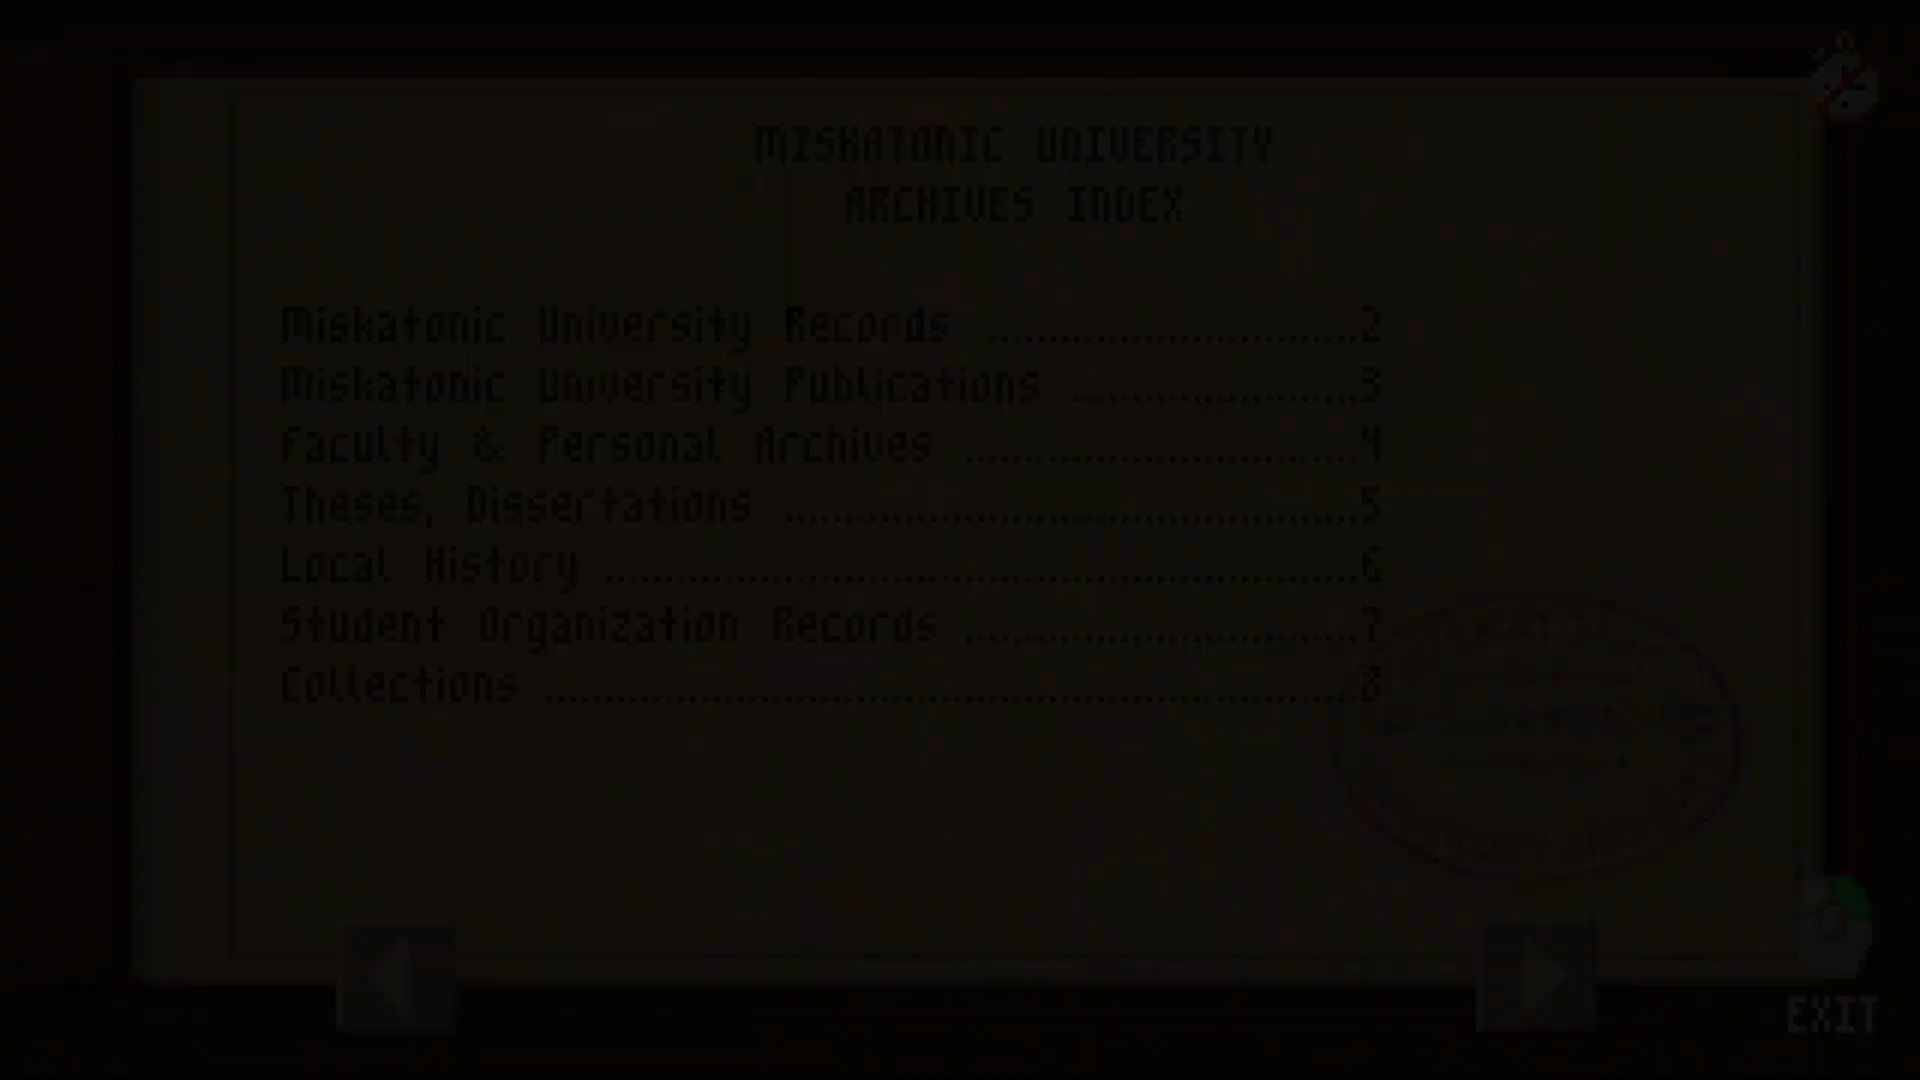 MISKATONIC UNIVERSITY
ARCHIVES INDEX
Miskatonic University Records ..............................2
Miskatonic University Publications ........................3
Faculty & Personal Archives .................................4
Theses, Dissertations ................................................5
Local History ...............................................................6
Student Organization Records .................................7
Collections ....................................................................8
EXIT